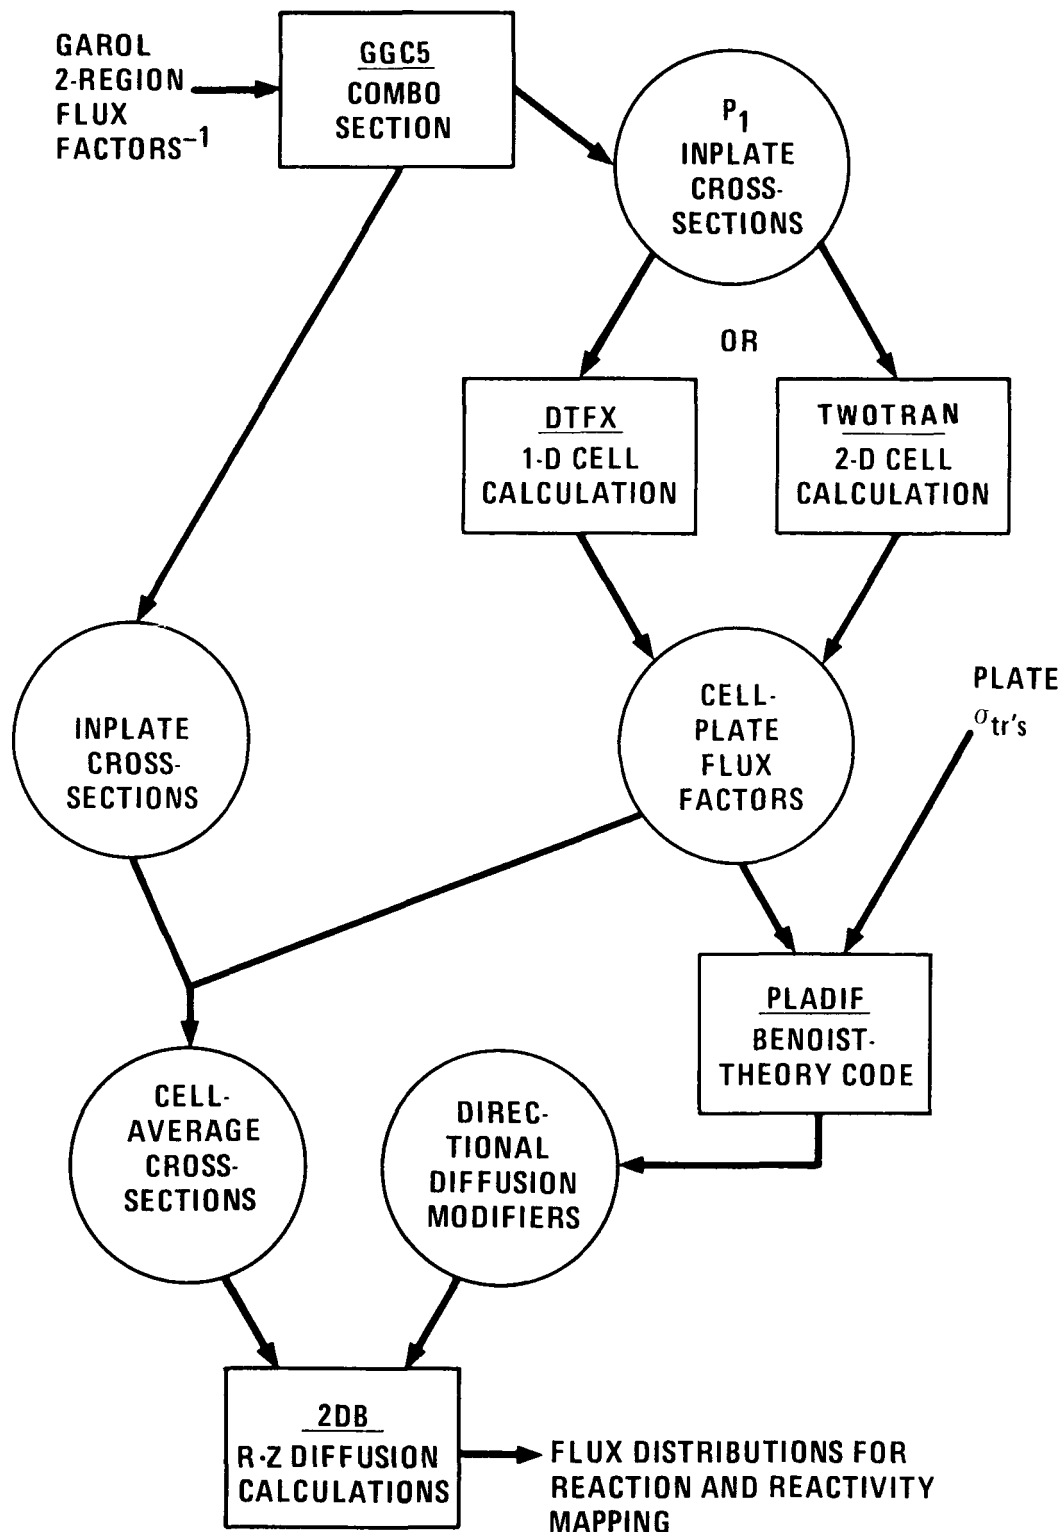 GAROL
2-REGION
FLUX
FACTORS⁻¹
GGC5
COMBO
SECTION
P₁
INPLATE
CROSS-
SECTIONS
OR
DTFX
1-D CELL
CALCULATION
TWOTRAN
2-D CELL
CALCULATION
INPLATE
CROSS-
SECTIONS
CELL-
PLATE
FLUX
FACTORS
PLATE
σtr's
PLADIF
BENOIST-
THEORY CODE
CELL-
AVERAGE
CROSS-
SECTIONS
DIREC-
TIONAL
DIFFUSION
MODIFIERS
2DB
R-Z DIFFUSION
CALCULATIONS
FLUX DISTRIBUTIONS FOR
REACTION AND REACTIVITY
MAPPING